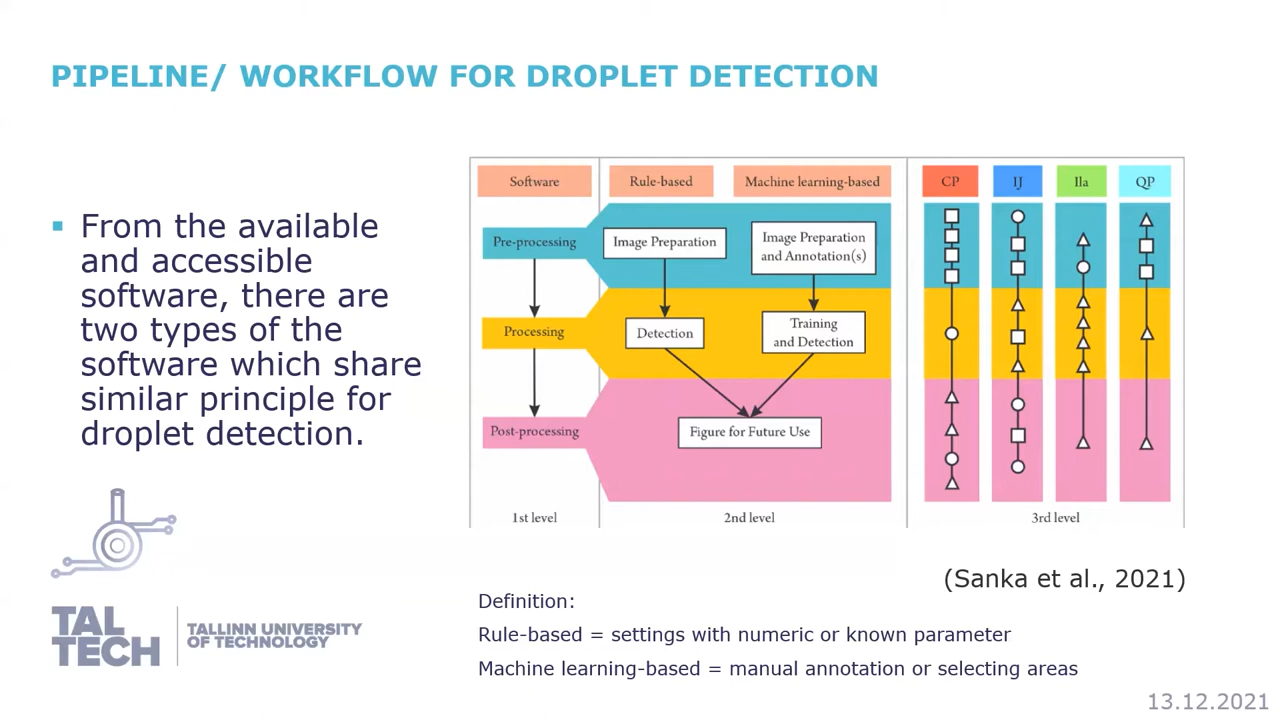 PIPELINE/ WORKFLOW FOR DROPLET DETECTION
From the available
and accessible
software, there are
two types of the
software which share
similar principle for
droplet detection.
Software
Rule-based
Machine learning-based
CP
IJ
Ila
QP
Pre-processing
Image Preparation
Image Preparation
and Annotation(s)
Processing
Detection
Training
and Detection
Post-processing
Figure for Future Use
1st level
2nd level
3rd level
(Sanka et al., 2021)
Definition:
Rule-based = settings with numeric or known parameter
Machine learning-based = manual annotation or selecting areas
TAL
TECH
TALLINN UNIVERSITY
OF TECHNOLOGY
13.12.2021